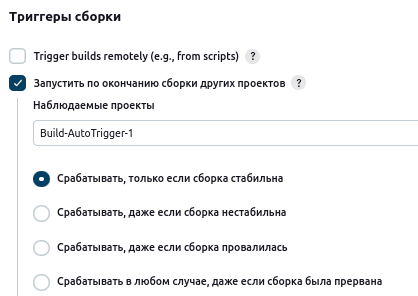 Триггеры сборки
Trigger builds remotely (e.g., from scripts) ?
Запустить по окончанию сборки других проектов ?
Наблюдаемые проекты
Build-AutoTrigger-1
Срабатывать, только если сборка стабильна
Срабатывать, даже если сборка нестабильна
Срабатывать, даже если сборка провалилась
Срабатывать в любом случае, даже если сборка была прервана